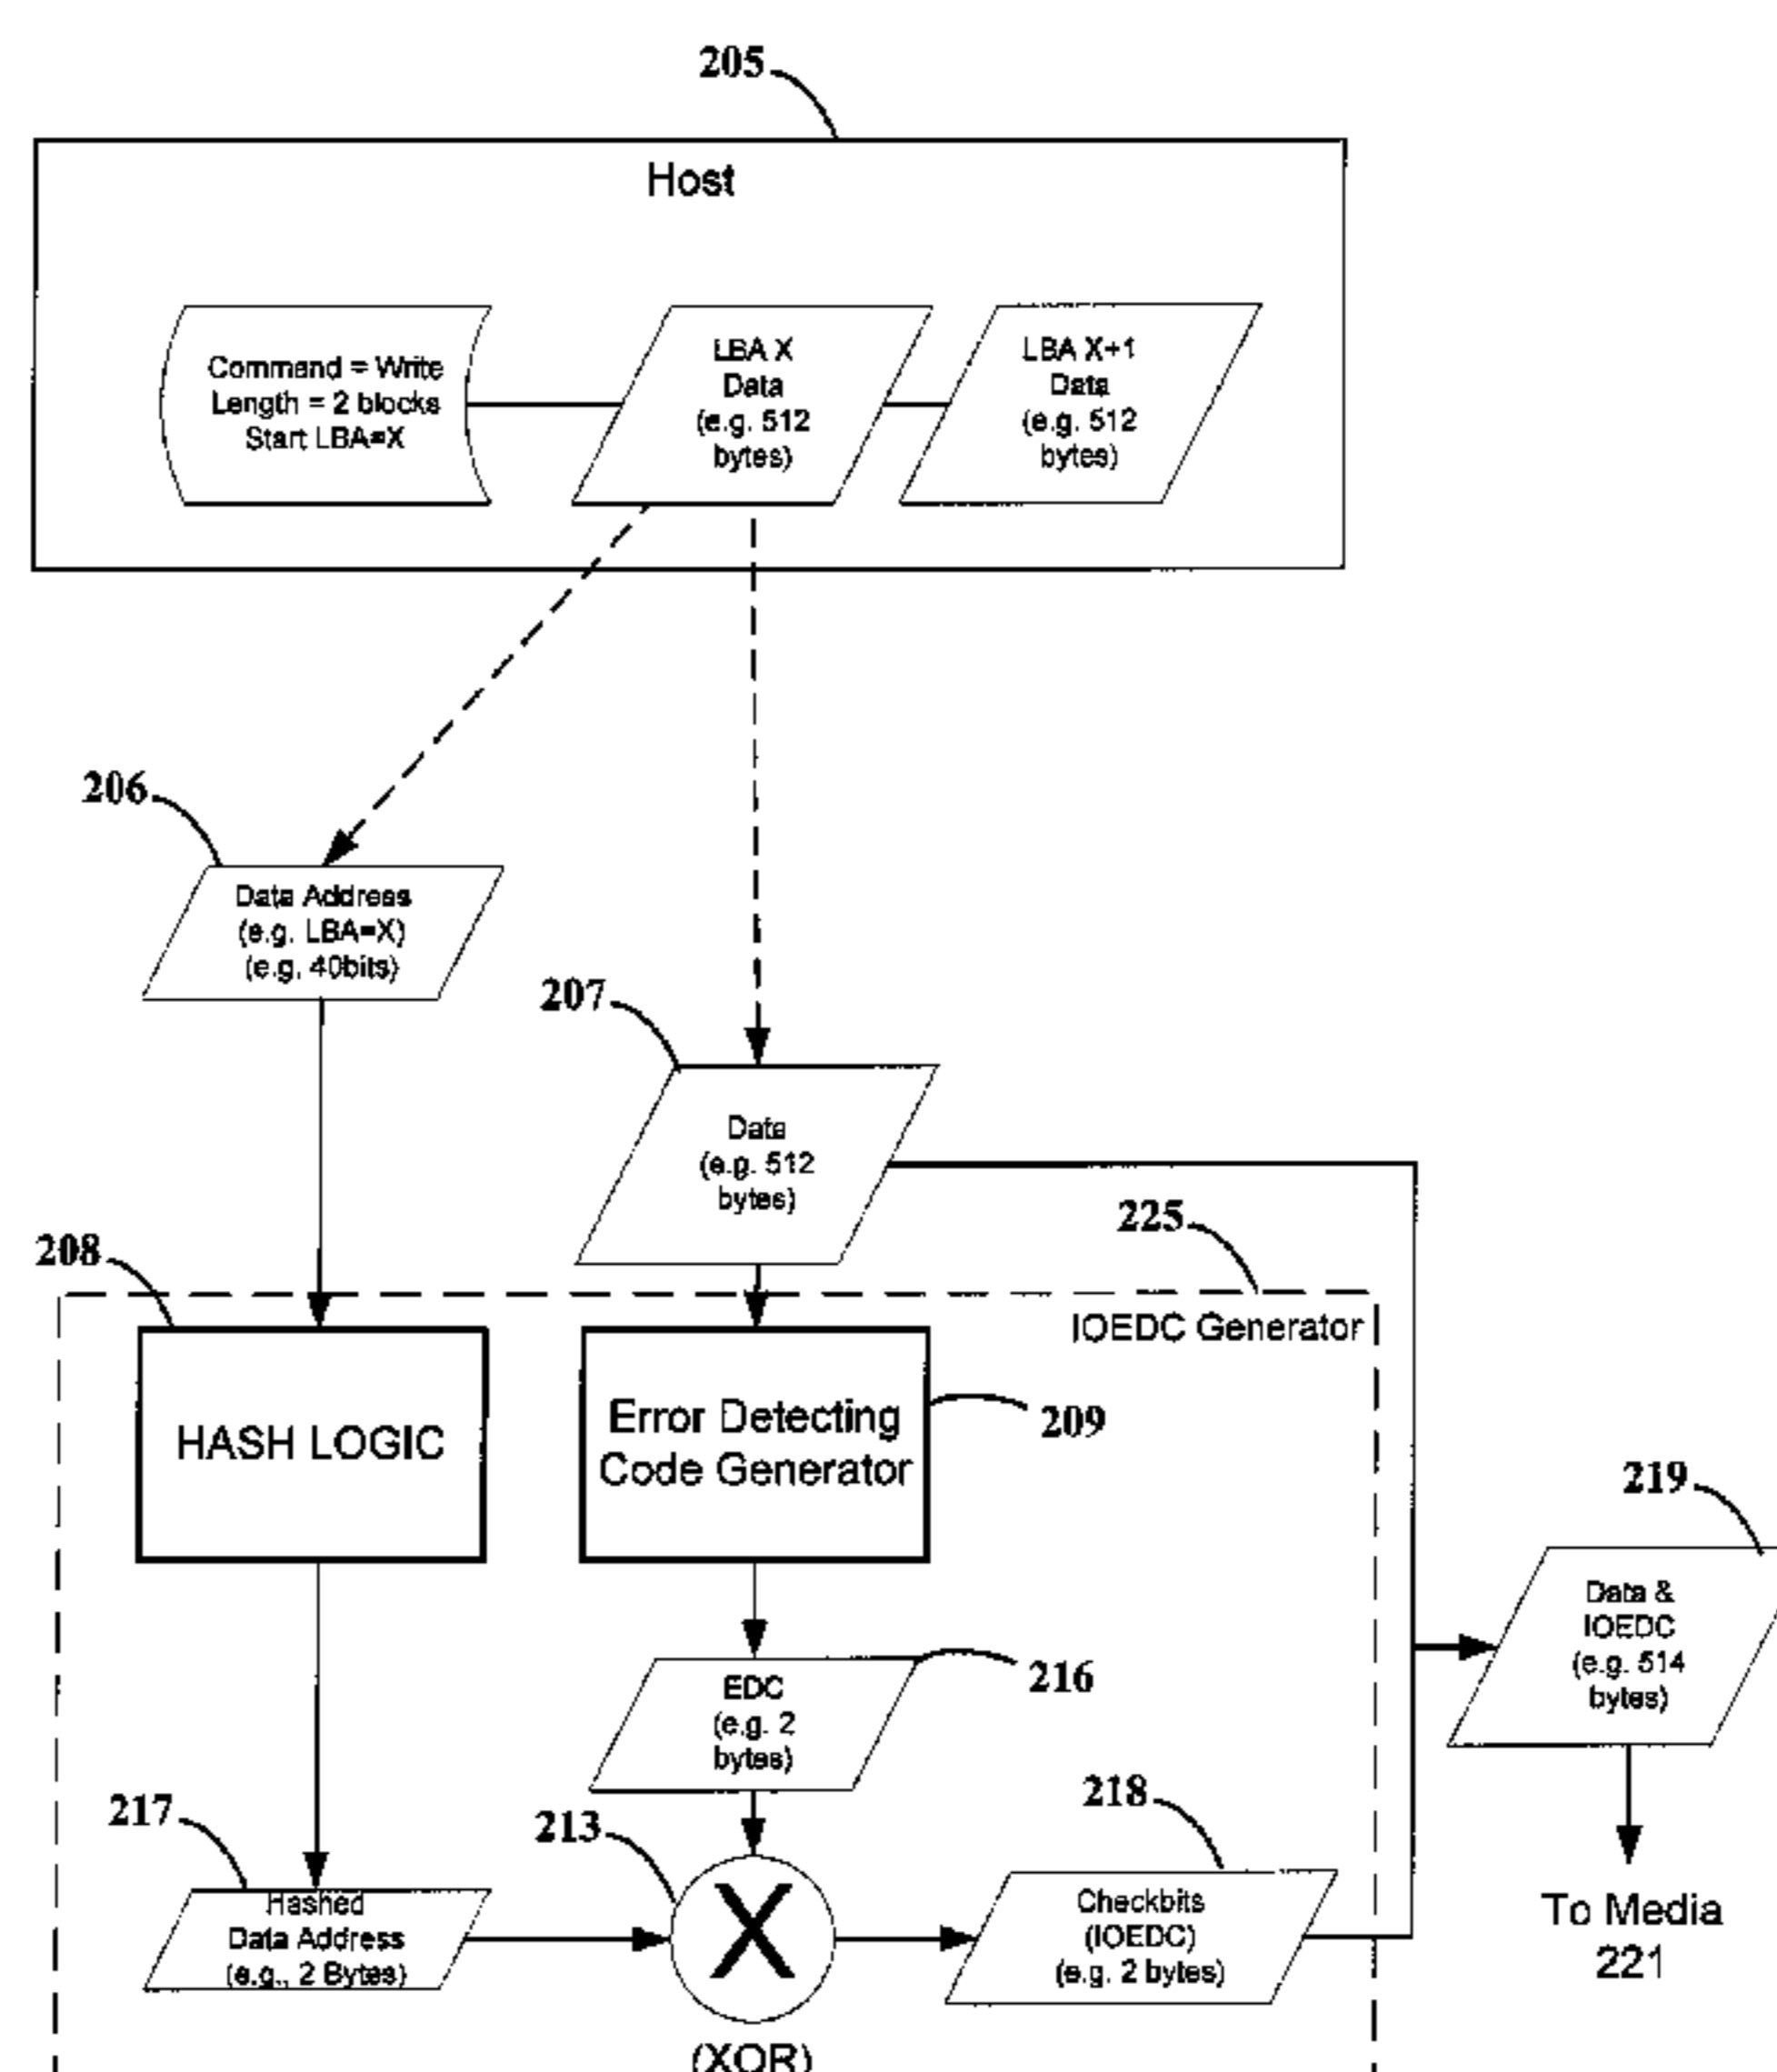 205
Host
Command = Write
Length = 2 blocks
Start LBA=X
LBA X
Data
(e.g. 512
bytes)
LBA X+1
Data
(e.g. 512
bytes)
206
Data Address
(e.g. LBA=X)
(e.g. 40bits)
207
Data
(e.g. 512
bytes)
225
208
IOEDC Generator
HASH LOGIC
Error Detecting
Code Generator
209
219
Data &
IOEDC
(e.g. 514
bytes)
EDC
(e.g. 2
bytes)
216
217
213
218
Hashed
Data Address
(e.g., 2 Bytes)
X
Checkbits
(IOEDC)
(e.g. 2 bytes)
To Media
221
(XOR)